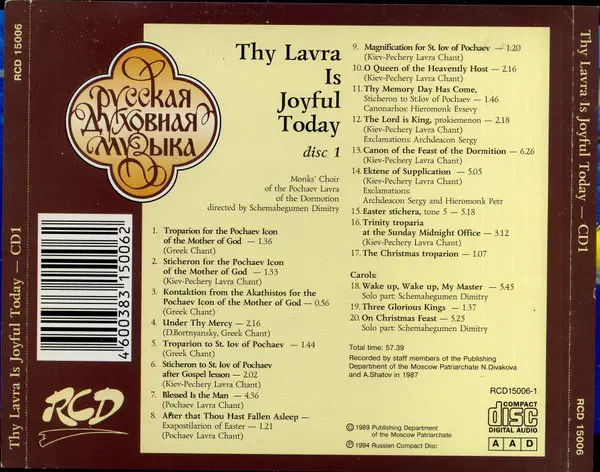 RCD 15006
Thy Lavra Is Joyful Today — CD1
РУССКАЯ
ДУХОВНАЯ
МУЗЫКА
4 600383 150062
RCD
Thy Lavra
Is
Joyful
Today
disc 1
Monks' Choir
of the Pochaev Lavra
of the Dormotion
directed by Schemahegumen Dimitry
1. Troparion for the Pochaev Icon
of the Mother of God — 1.36
(Greek Chant)
2. Sticheron for the Pochaev Icon
of the Mother of God — 1.33
(Kiev-Pechery Lavra Chant)
3. Kontaktion from the Akathistos for the
Pochaev Icon of the Mother of God — 0.56
(Greek Chant)
4. Under Thy Mercy — 2.16
(D.Bortnyansky, Greek Chant)
5. Troparion to St. Iov of Pochaev — 1.44
(Greek Chant)
6. Sticheron to St.Iov of Pochaev
after Gospel lesson — 2.02
(Kiev-Pechery Lavra Chant)
7. Blessed Is the Man — 4.36
(Pochaev Lavra Chant)
8. After that Thou Hast Fallen Asleep —
Exapostilarion of Easter — 1.21
(Pochaev Lavra Chant)
9. Magnification for St. Iov of Pochaev — 1.20
(Kiev-Pechery Lavra Chant)
10. O Queen of the Heavenly Host — 2.16
(Kiev-Pechery Lavra Chant)
11. Thy Memory Day Has Come,
Sticheron to St.Iov of Pochaev — 1.46
Canonarhos: Hieromonk Evsevy
12. The Lord is King, prokiemenon — 2.18
(Kiev-Pechery Lavra Chant)
Exclamations: Archdeacon Sergy
13. Canon of the Feast of the Dormition — 6.26
(Kiev-Pechery Lavra Chant)
14. Ektene of Supplication — 5.05
(Kiev-Pechery Lavra Chant)
Exclamations:
Archdeacon Sergy and Hieromonk Petr
15. Easter stichera, tone 5 — 5.18
16. Trinity troparia
at the Sunday Midnight Office — 3.12
(Kiev-Pechery Lavra Chant)
17. The Christmas troparion — 1.07
Carols:
18. Wake up, Wake up, My Master — 5.45
Solo part: Schemahegumen Dimitry
19. Three Glorious Kings — 1.37
20. On Christmas Feast — 5.25
Solo part: Schemahegumen Dimitry
Total time: 57.39
Recorded by staff members of the Publishing
Department of the Moscow Patriarchate N.Divakova
and A.Shatov in 1987
RCD15006-1
© 1989 Publishing Department
of the Moscow Patriarchate
℗ 1994 Russian Compact Disc
COMPACT
disc
DIGITAL AUDIO
A A D
Thy Lavra Is Joyful Today — CD1
RCD 15006